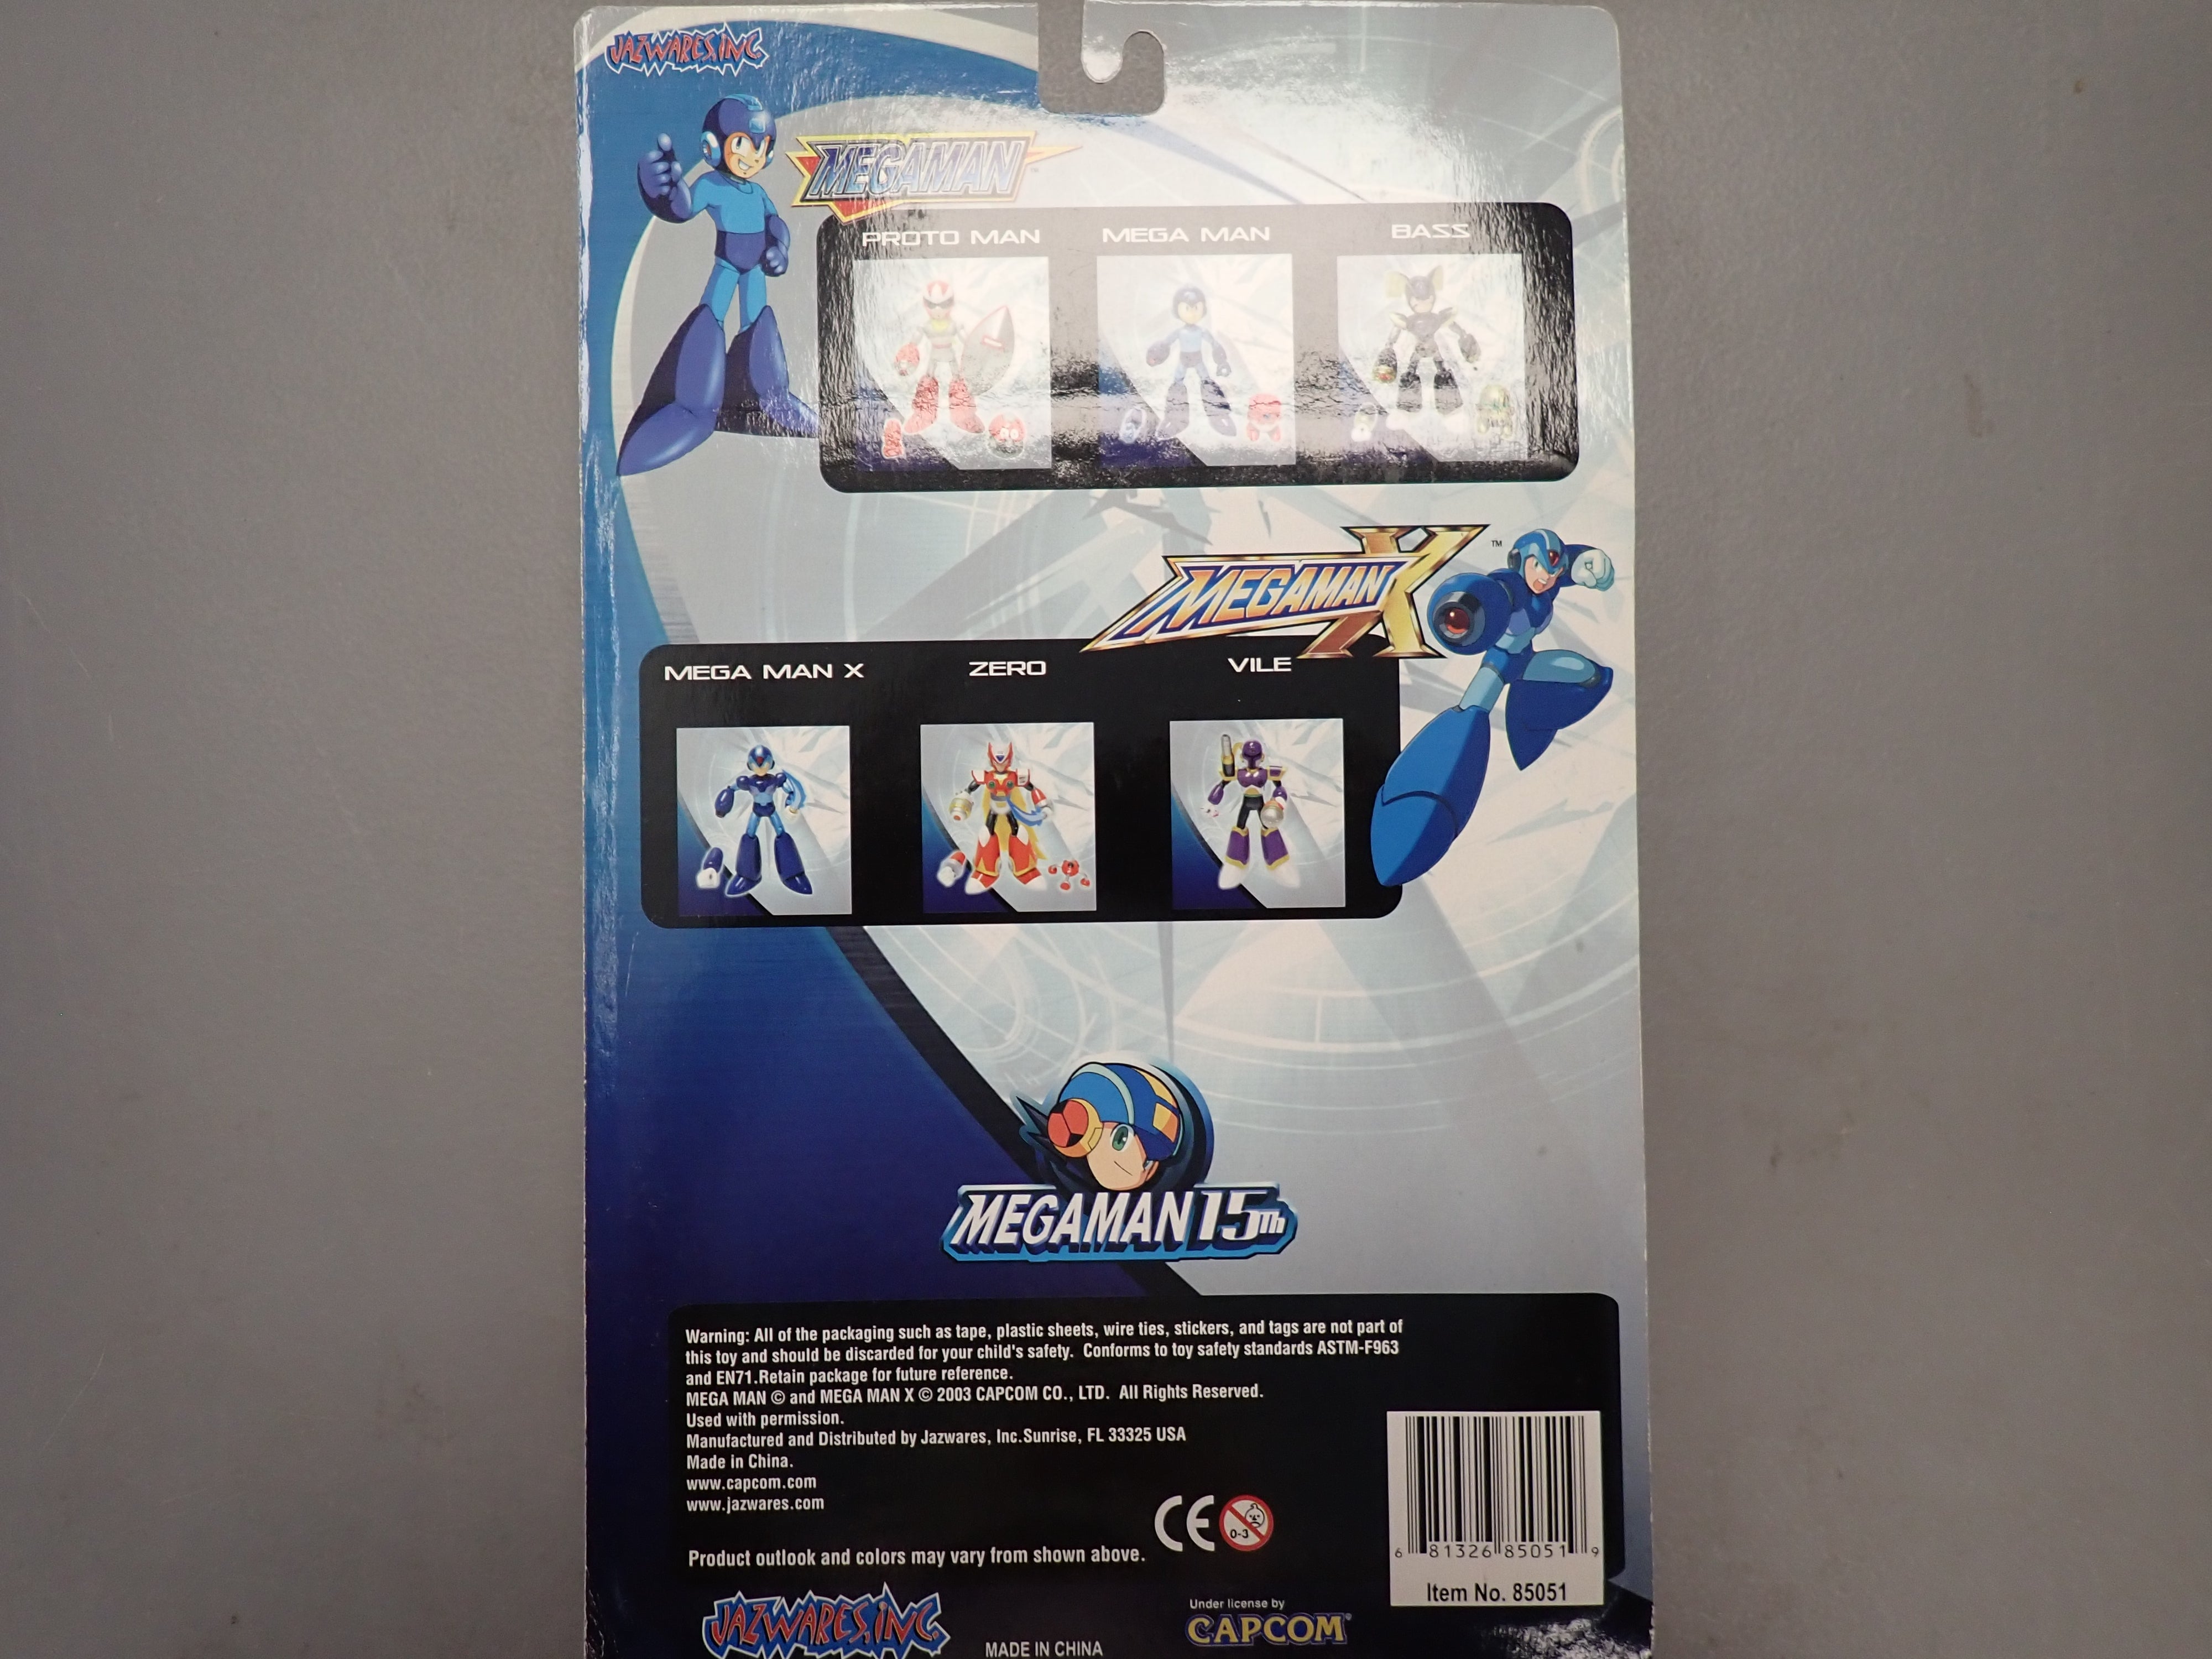 JAZWARES, INC.
MEGAMAN
PROTO MAN MEGA MAN BASS
MEGAMAN X TM
MEGA MAN X ZERO VILE
MEGAMAN 15Th
Warning: All of the packaging such as tape, plastic sheets, wire ties, stickers, and tags are not part of
this toy and should be discarded for your child's safety. Conforms to toy safety standards ASTM-F963
and EN71.Retain package for future reference.
MEGA MAN © and MEGA MAN X © 2003 CAPCOM CO., LTD. All Rights Reserved.
Used with permission.
Manufactured and Distributed by Jazwares, Inc.Sunrise, FL 33325 USA
Made in China.
www.capcom.com
www.jazwares.com
CE 0-3
Product outlook and colors may vary from shown above.
6 81326 85051 9
Item No. 85051
JAZWARES, INC.
MADE IN CHINA
Under license by
CAPCOM®